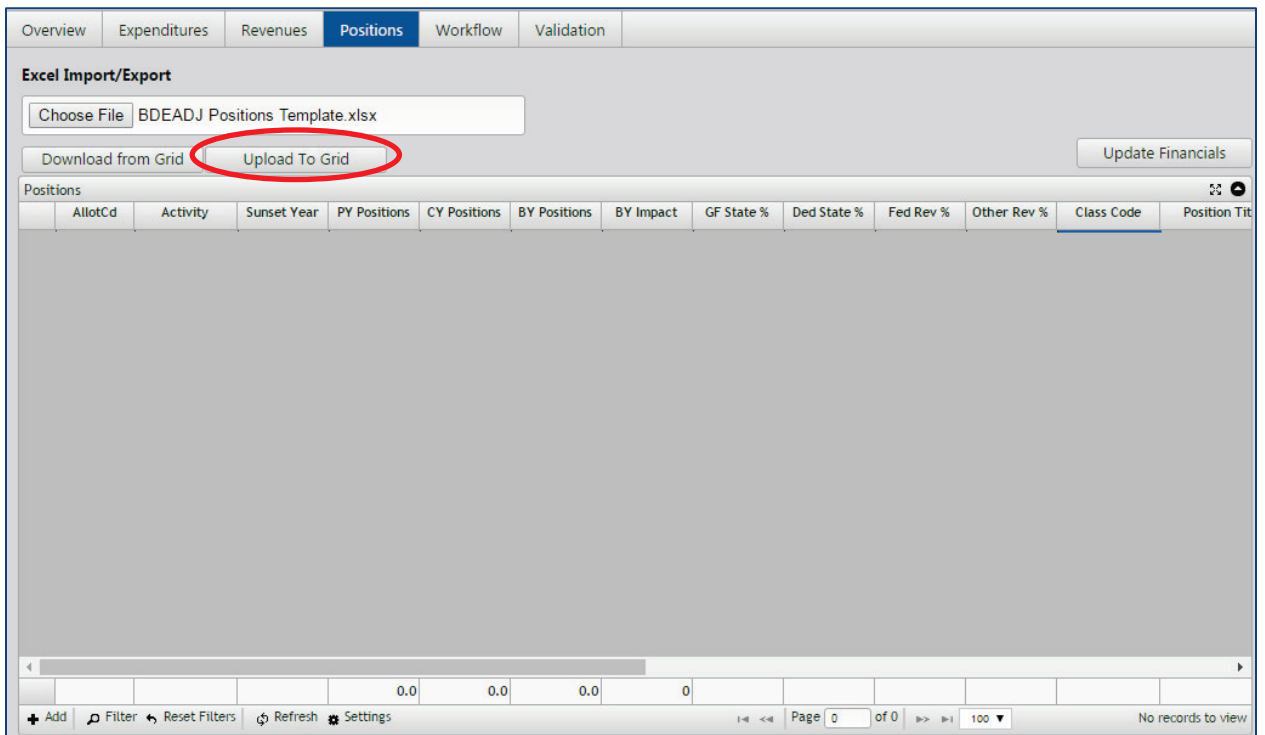 Overview Expenditures Revenues Positions Workflow Validation
Excel Import/Export
Choose File BDEADJ Positions Template.xlsx
Download from Grid Upload To Grid Update Financials
Positions
AllotCd Activity Sunset Year PY Positions CY Positions BY Positions BY Impact GF State % Ded State % Fed Rev % Other Rev % Class Code Position Tit
0.0 0.0 0.0 0
Add Filter Reset Filters Refresh Settings Page 0 of 0 100 No records to view